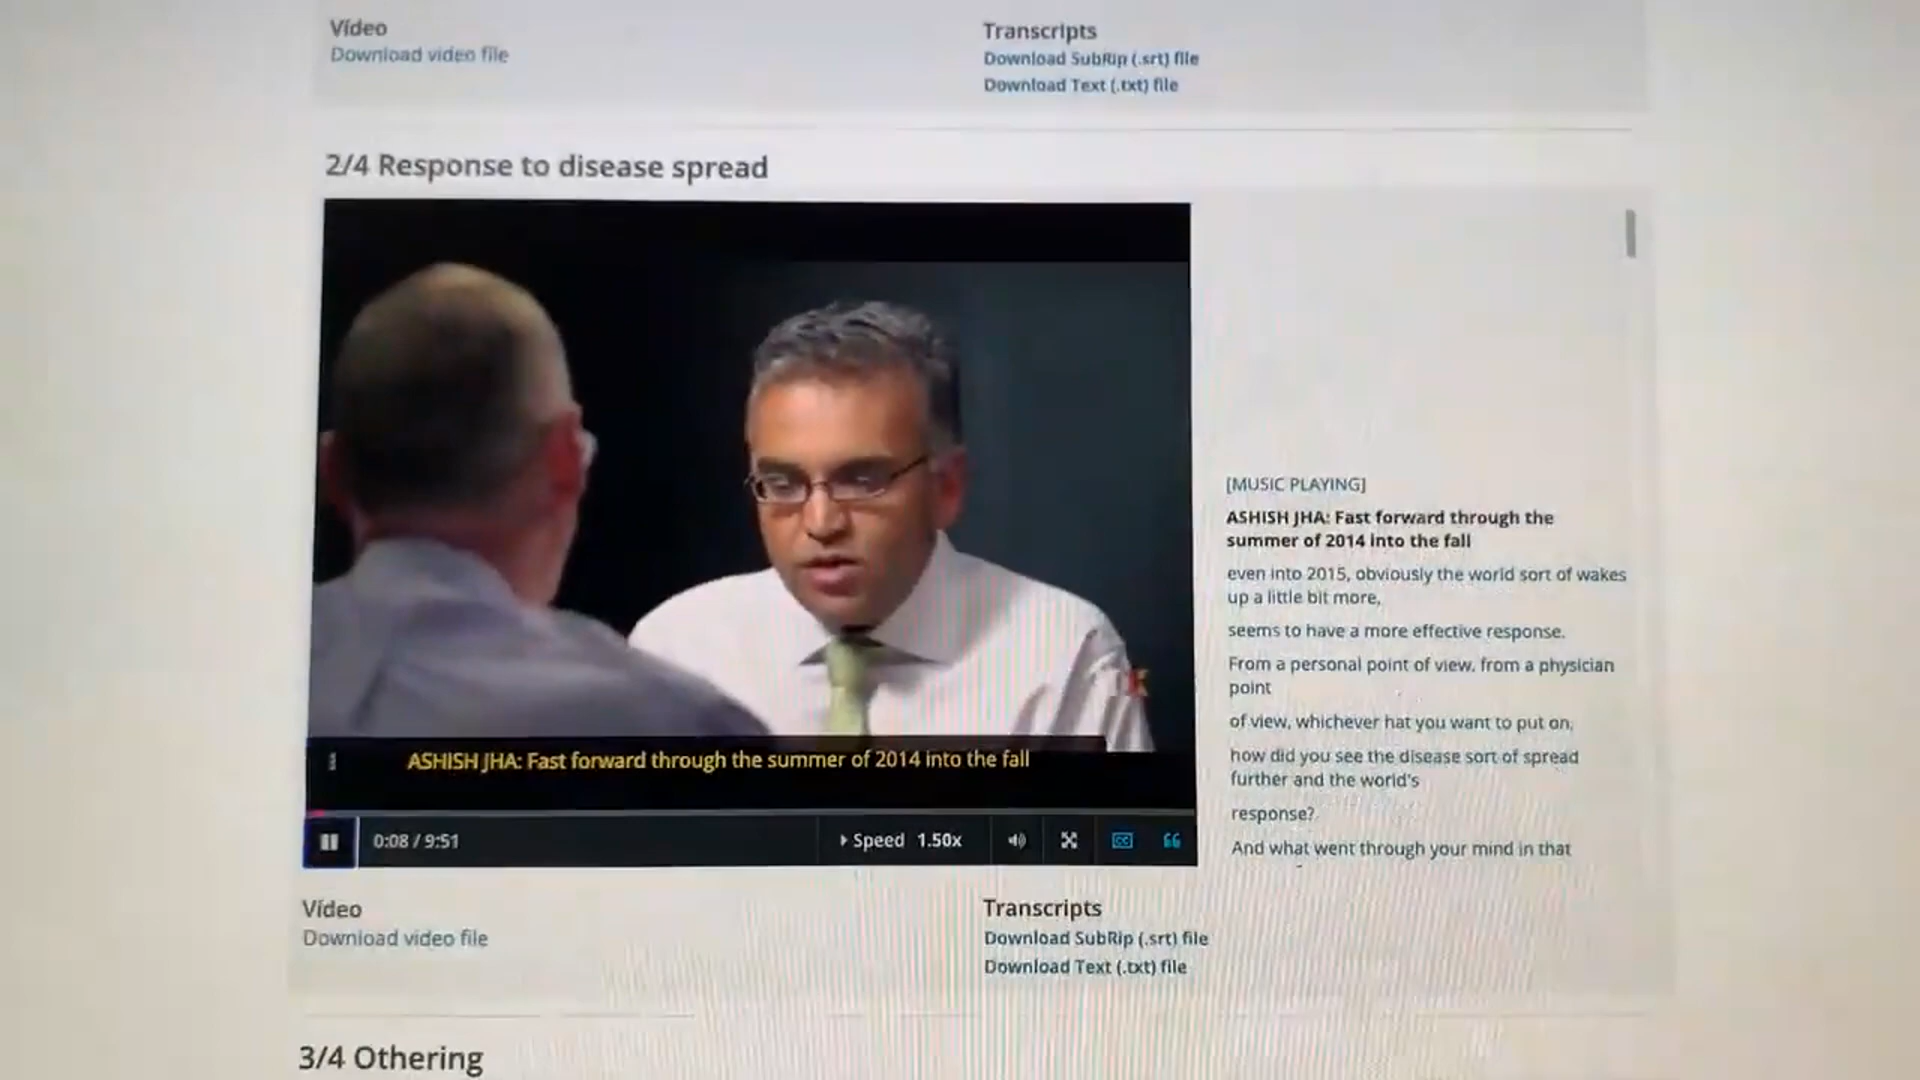 Video
Download video file
Transcripts
Download SubRip (.srt) file
Download Text (.txt) file
2/4 Response to disease spread
[MUSIC PLAYING]
ASHISH JHA: Fast forward through the
summer of 2014 into the fall
even into 2015, obviously the world sort of wakes
up a little bit more,
seems to have a more effective response.
From a personal point of view, from a physician
point
of view, whichever hat you want to put on,
how did you see the disease sort of spread
further and the world's
response?
And what went through your mind in that
ASHISH JHA: Fast forward through the summer of 2014 into the fall
0:08 / 9:51
Speed 1.50x
CC
Video
Download video file
Transcripts
Download SubRip (.srt) file
Download Text (.txt) file
3/4 Othering